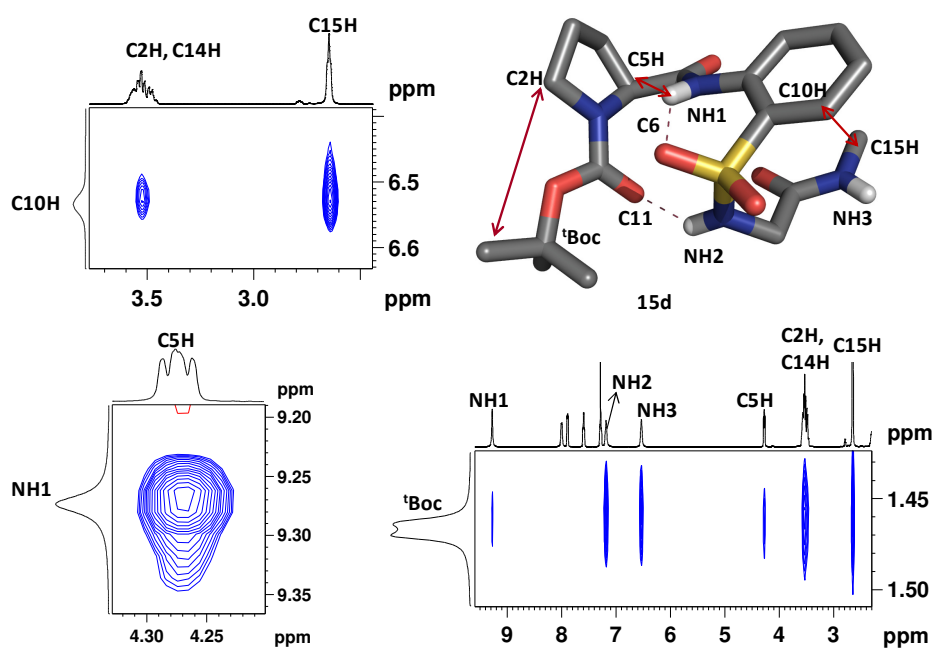 C2H, C14H
C15H
ppm
C10H
6.5
6.6
3.5
3.0
ppm
C2H
C5H
C6
NH1
C10H
C15H
C11
NH3
NH2
ᵗBoc
15d
C5H
ppm
NH1
9.20
9.25
9.30
9.35
4.30
4.25
ppm
C2H,
C14H
C15H
NH1
NH2
NH3
C5H
ppm
ᵗBoc
1.45
1.50
9
8
7
6
5
4
3
ppm